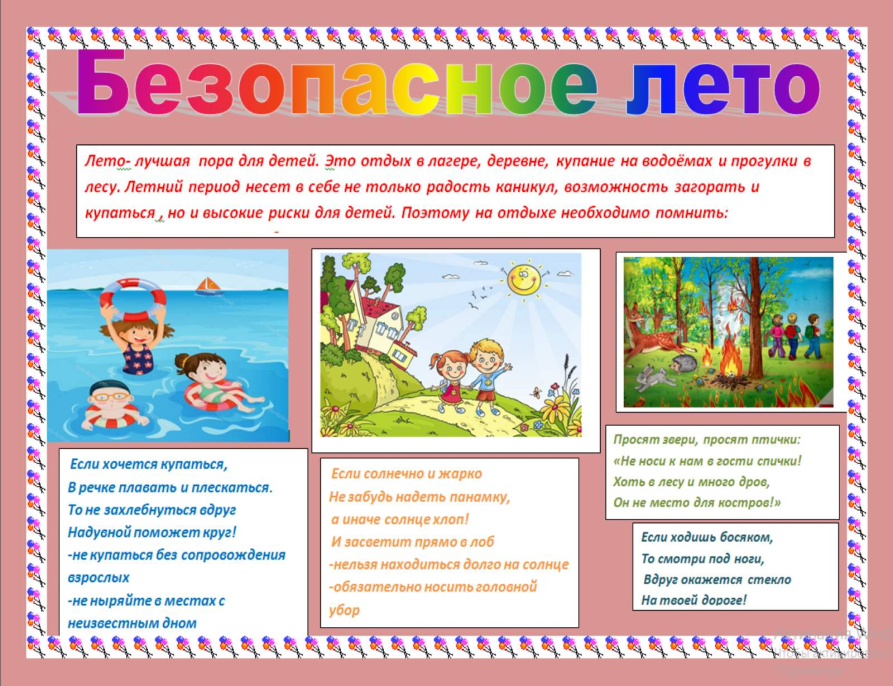 Безопасное лето
Лето- лучшая пора для детей. Это отдых в лагере, деревне, купание на водоёмах и прогулки в
лесу. Летний период несет в себе не только радость каникул, возможность загорать и
купаться , но и высокие риски для детей. Поэтому на отдыхе необходимо помнить:
Если хочется купаться,
В речке плавать и плескаться.
То не захлебнуться вдруг
Надувной поможет круг!
-не купаться без сопровождения
взрослых
-не ныряйте в местах с
неизвестным дном
Если солнечно и жарко
Не забудь надеть панамку,
а иначе солнце хлоп!
И засветит прямо в лоб
-нельзя находиться долго на солнце
-обязательно носить головной
убор
Просят звери, просят птички:
«Не носи к нам в гости спички!
Хоть в лесу и много дров,
Он не место для костров!»
Если ходишь босяком,
То смотри под ноги,
Вдруг окажется стекло
На твоей дороге!